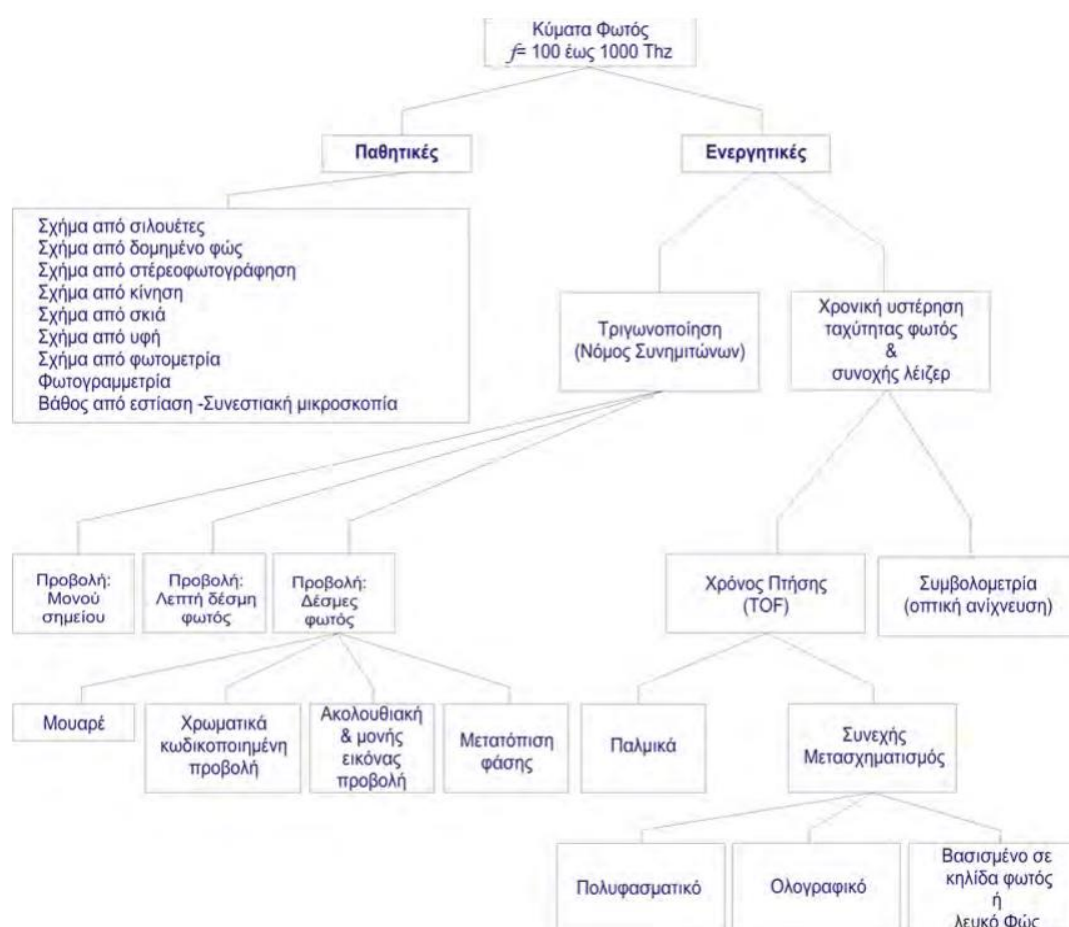 Κύματα Φωτός
f= 100 έως 1000 Thz
Παθητικές
Ενεργητικές
Σχήμα από σιλουέτες
Σχήμα από δομημένο φώς
Σχήμα από στέρεοφωτογράφηση
Σχήμα από κίνηση
Σχήμα από σκιά
Σχήμα από υφή
Σχήμα από φωτομετρία
Φωτογραμμετρία
Βάθος από εστίαση -Συνεστιακή μικροσκοπία
Τριγωνοποίηση
(Νόμος Συνημιτώνων)
Χρονική υστέρηση
ταχύτητας φωτός
&
συνοχής λέιζερ
Προβολή:
Μονού
σημείου
Προβολή:
Λεπτή δέσμη
φωτός
Προβολή:
Δέσμες
φωτός
Χρόνος Πτήσης
(TOF)
Συμβολομετρία
(οπτική ανίχνευση)
Μουαρέ
Χρωματικά
κωδικοποιημένη
προβολή
Ακολουθιακή
& μονής
εικόνας
προβολή
Μετατόπιση
φάσης
Παλμικά
Συνεχής
Μετασχηματισμός
Πολυφασματικό
Ολογραφικό
Βασισμένο σε
κηλίδα φωτός
ή
λευκό Φώς